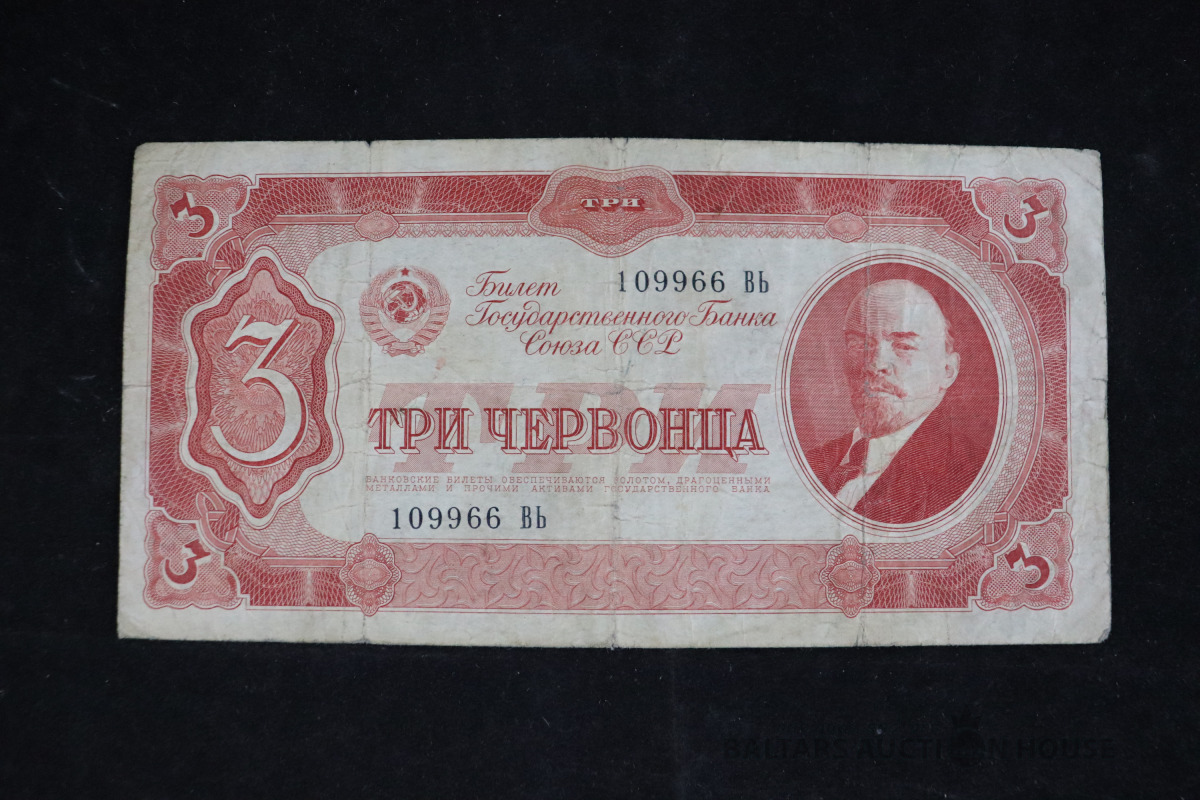 3
ТРИ
3
Билет
109966 ВЬ
Государственного Банка
Союза ССР
3
ТРИ
ТРИ ЧЕРВОНЦА
БАНКОВСКИЕ БИЛЕТЫ ОБЕСПЕЧИВАЮТСЯ ЗОЛОТОМ, ДРАГОЦЕННЫМИ
МЕТАЛЛАМИ И ПРОЧИМИ АКТИВАМИ ГОСУДАРСТВЕННОГО БАНКА
109966 ВЬ
3
3
BALTARS AUCTION HOUSE